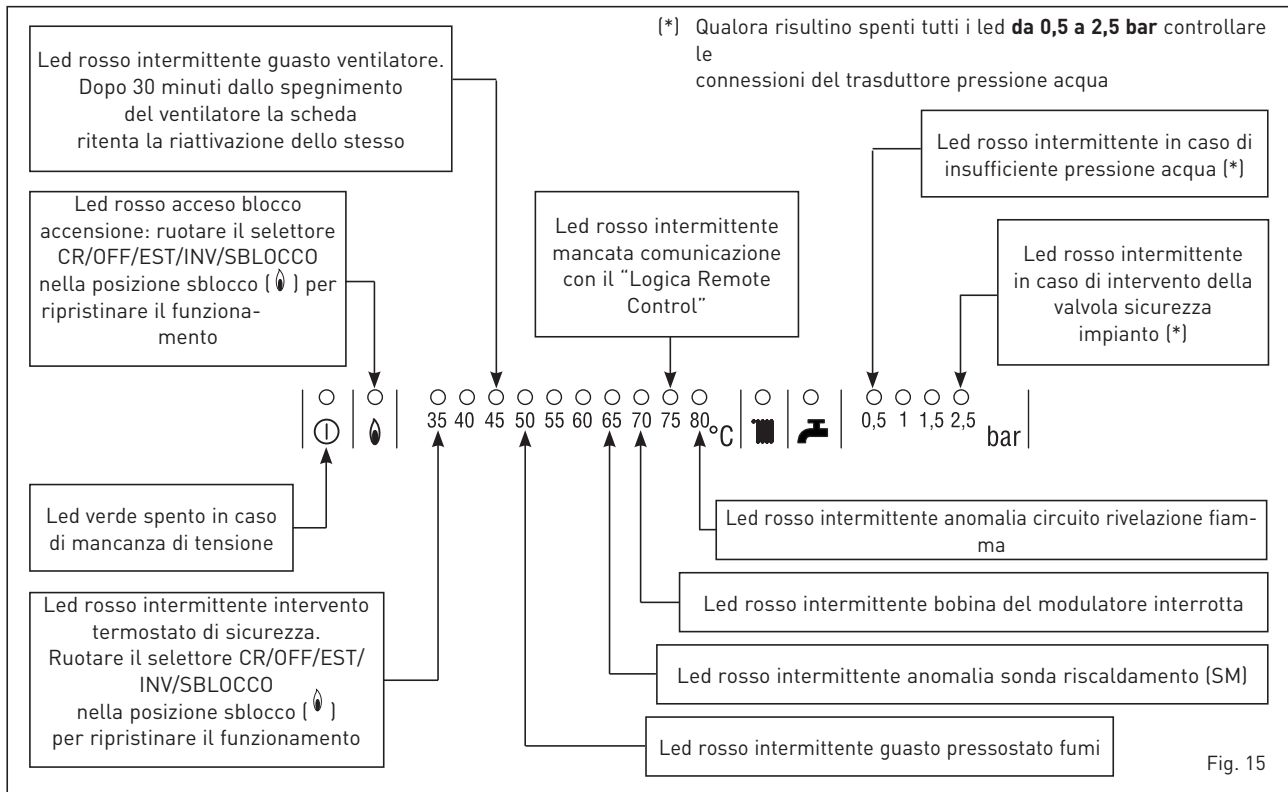 (*) Qualora risultino spenti tutti i led da 0,5 a 2,5 bar controllare
le
connessioni del trasduttore pressione acqua
Led rosso intermittente guasto ventilatore.
Dopo 30 minuti dallo spegnimento
del ventilatore la scheda
ritenta la riattivazione dello stesso
Led rosso acceso blocco
accensione: ruotare il selettore
CR/OFF/EST/INV/SBLOCCO
nella posizione sblocco ( ) per
ripristinare il funziona-
mento
Led rosso intermittente
mancata comunicazione
con il “Logica Remote
Control”
Led rosso intermittente in caso di
insufficiente pressione acqua (*)
Led rosso intermittente
in caso di intervento della
valvola sicurezza
impianto (*)
35 40 45 50 55 60 65 70 75 80 °C 0,5 1 1,5 2,5 bar
Led verde spento in caso
di mancanza di tensione
Led rosso intermittente intervento
termostato di sicurezza.
Ruotare il selettore CR/OFF/EST/
INV/SBLOCCO
nella posizione sblocco ( )
per ripristinare il funzionamento
Led rosso intermittente anomalia circuito rivelazione fiam-
ma
Led rosso intermittente bobina del modulatore interrotta
Led rosso intermittente anomalia sonda riscaldamento (SM)
Led rosso intermittente guasto pressostato fumi
Fig. 15